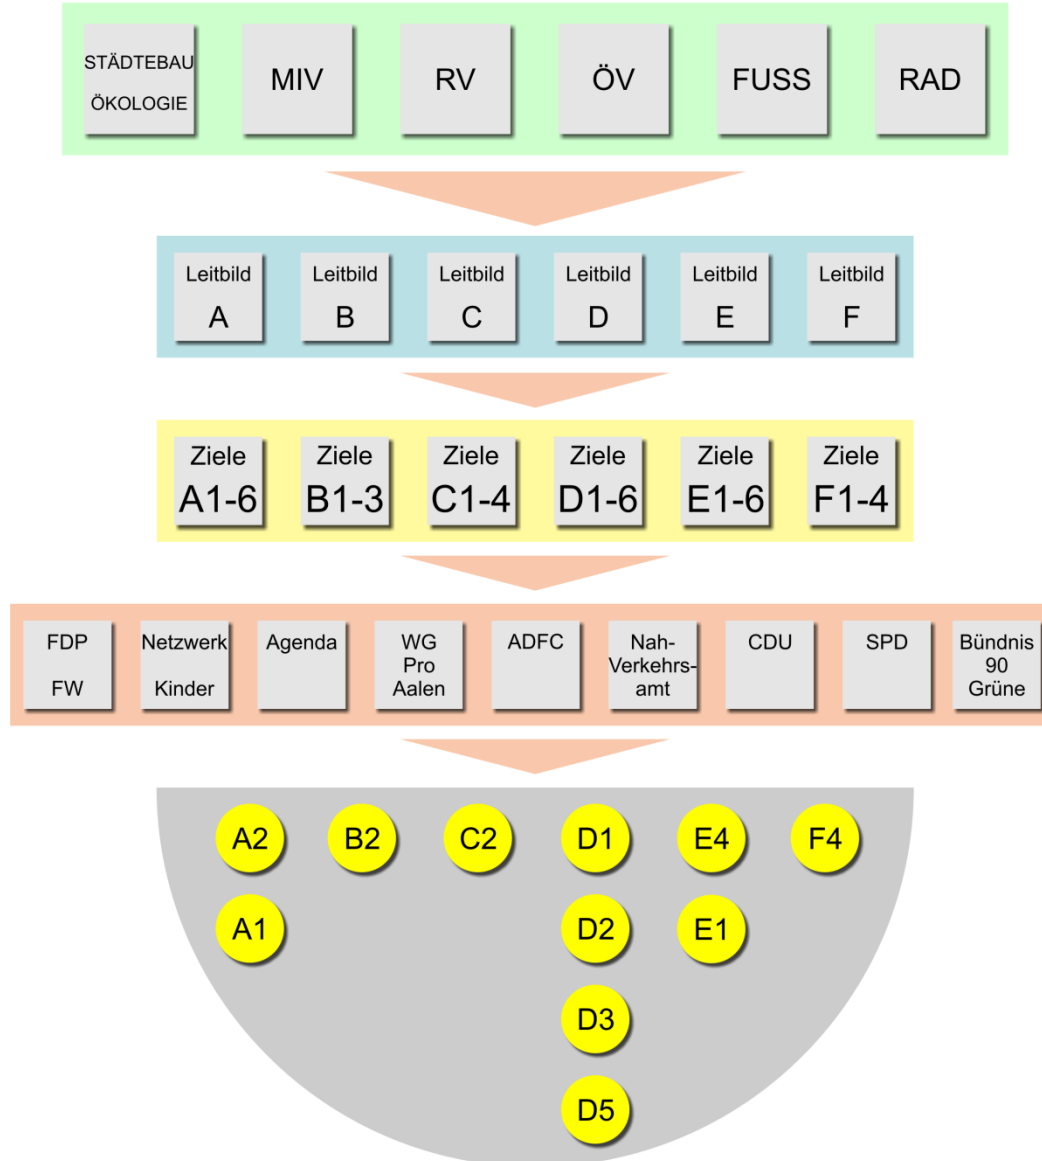 STÄDTEBAU
ÖKOLOGIE
MIV
RV
ÖV
FUSS
RAD
Leitbild
A
Leitbild
B
Leitbild
C
Leitbild
D
Leitbild
E
Leitbild
F
Ziele
A1-6
Ziele
B1-3
Ziele
C1-4
Ziele
D1-6
Ziele
E1-6
Ziele
F1-4
FDP
FW
Netzwerk
Kinder
Agenda
WG
Pro
Aalen
ADFC
Nah-
Verkehrs-
amt
CDU
SPD
Bündnis
90
Grüne
A2
B2
C2
D1
E4
F4
A1
D2
E1
D3
D5